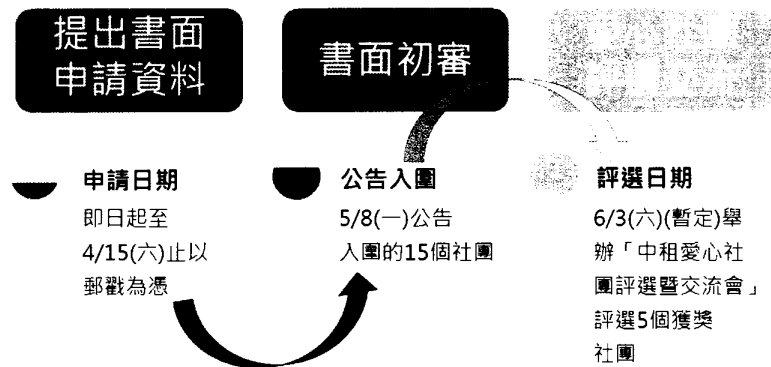 提出書面
申請資料
書面初審
申請日期
即日起至
4/15(六)止以
郵戳為憑
公告入圍
5/8(一)公告
入圍的15個社團
評選日期
6/3(六)(暫定)舉
辦「中租愛心社
團評選暨交流會」
評選5個獲獎
社團